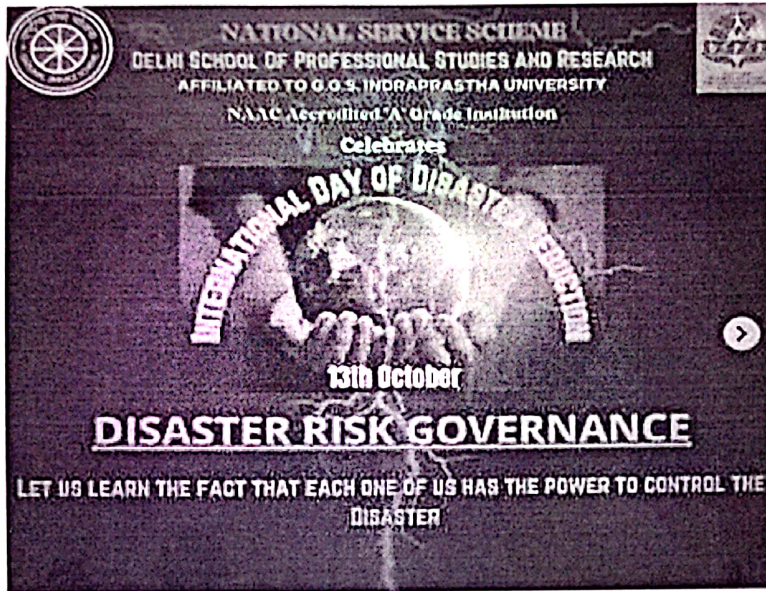 NATIONAL SERVICE SCHEME
DELHI SCHOOL OF PROFESSIONAL STUDIES AND RESEARCH
AFFILIATED TO G.G.S. INDRAPRASTHA UNIVERSITY
NAAC Accredited 'A' Grade Institution
Celebrates
INTERNATIONAL DAY OF DISASTER REDUCTION
13th October
DISASTER RISK GOVERNANCE
LET US LEARN THE FACT THAT EACH ONE OF US HAS THE POWER TO CONTROL THE
DISASTER